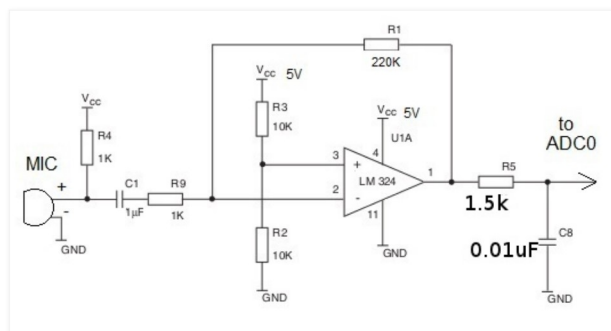 R1
220K
Vcc 5V
Vcc
R3
10K
Vcc 5V
to
ADC0
R4
1K
U1A
MIC
+
C1
R9
3
+
4
LM 324
1
R5
-
1µF
1K
2
-
11
1.5k
GND
R2
10K
GND
0.01uF
C8
GND
GND